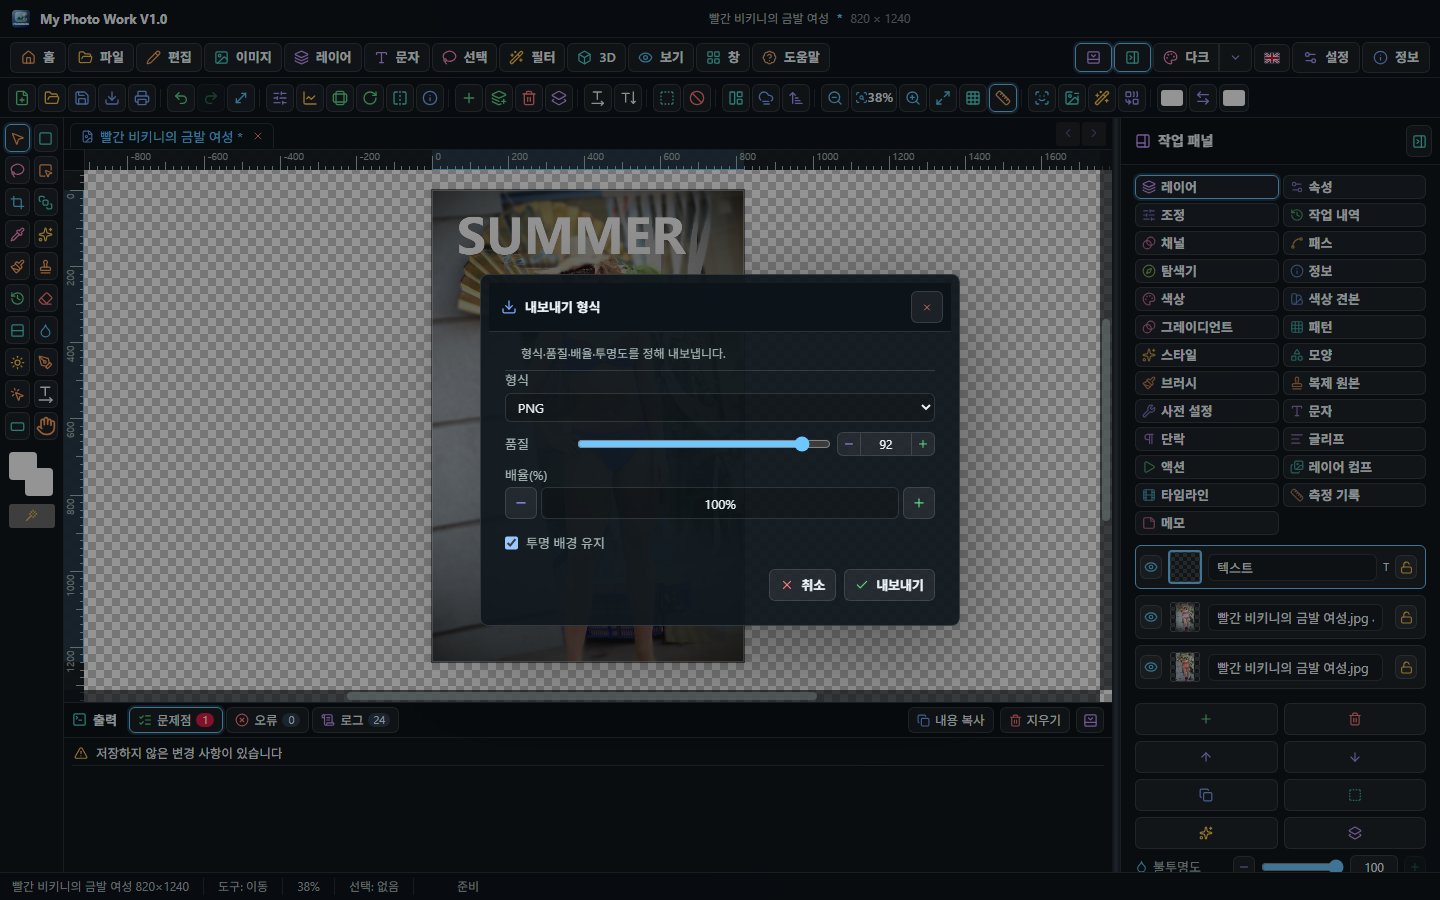 My Photo Work V1.0
빨간 비키니의 금발 여성 * 820 × 1240
홈 파일 편집 이미지 레이어 문자 선택 필터 3D 보기 창 도움말 다크 설정 정보
38%
빨간 비키니의 금발 여성 * ×
작업 패널
-800 -600 -400 -200 0 200 400 600 800 1000 1200 1400 1600
0
200
400
600
800
1000
1200
SUMMER
내보내기 형식
형식·품질·배율·투명도를 정해 내보냅니다.
형식
PNG
품질 92
배율(%)
100%
투명 배경 유지
취소 내보내기
레이어 속성
조정 작업 내역
채널 패스
탐색기 정보
색상 색상 견본
그레이디언트 패턴
스타일 모양
브러시 복제 원본
사전 설정 문자
단락 글리프
액션 레이어 컴프
타임라인 측정 기록
메모
텍스트 T
빨간 비키니의 금발 여성.jpg
빨간 비키니의 금발 여성.jpg
불투명도 100
출력 문제점 1 오류 0 로그 24 내용 복사 지우기
저장하지 않은 변경 사항이 있습니다
빨간 비키니의 금발 여성 820×1240 도구: 이동 38% 선택: 없음 준비